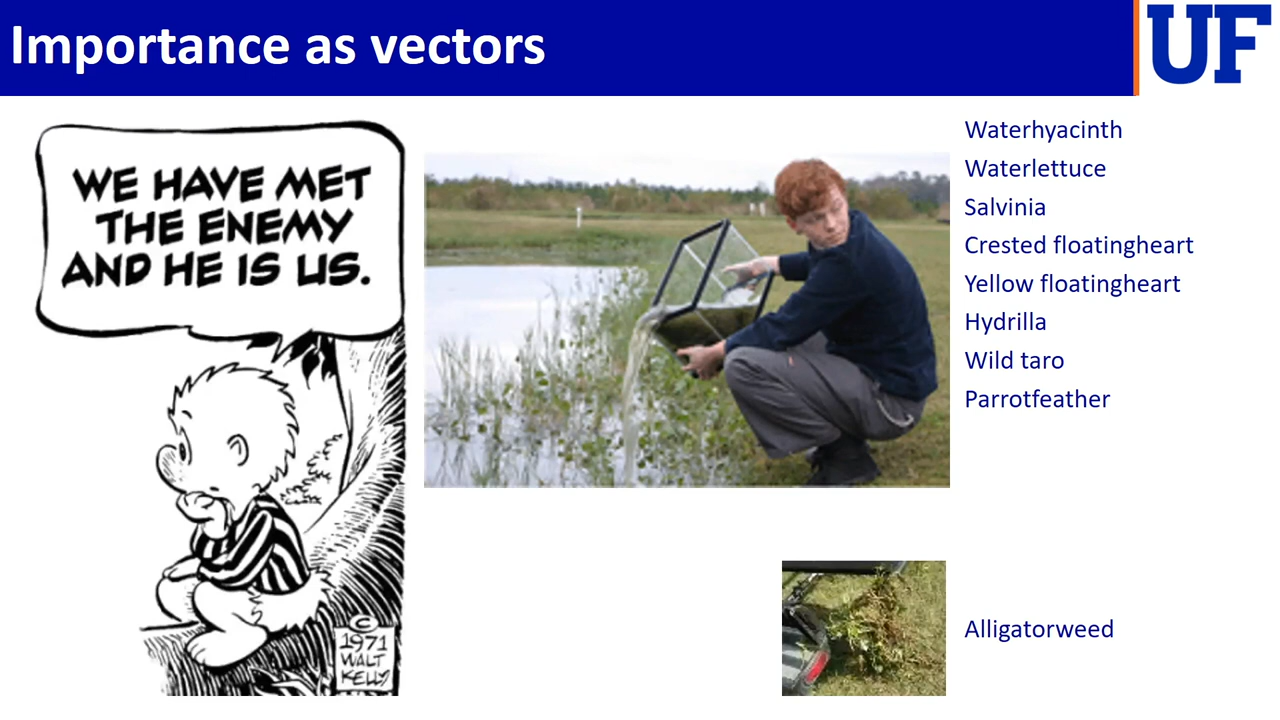 Importance as vectors
UF
WE HAVE MET
THE ENEMY
AND HE IS US.
©
1971
WALT
KELLY
Waterhyacinth
Waterlettuce
Salvinia
Crested floatingheart
Yellow floatingheart
Hydrilla
Wild taro
Parrotfeather
Alligatorweed